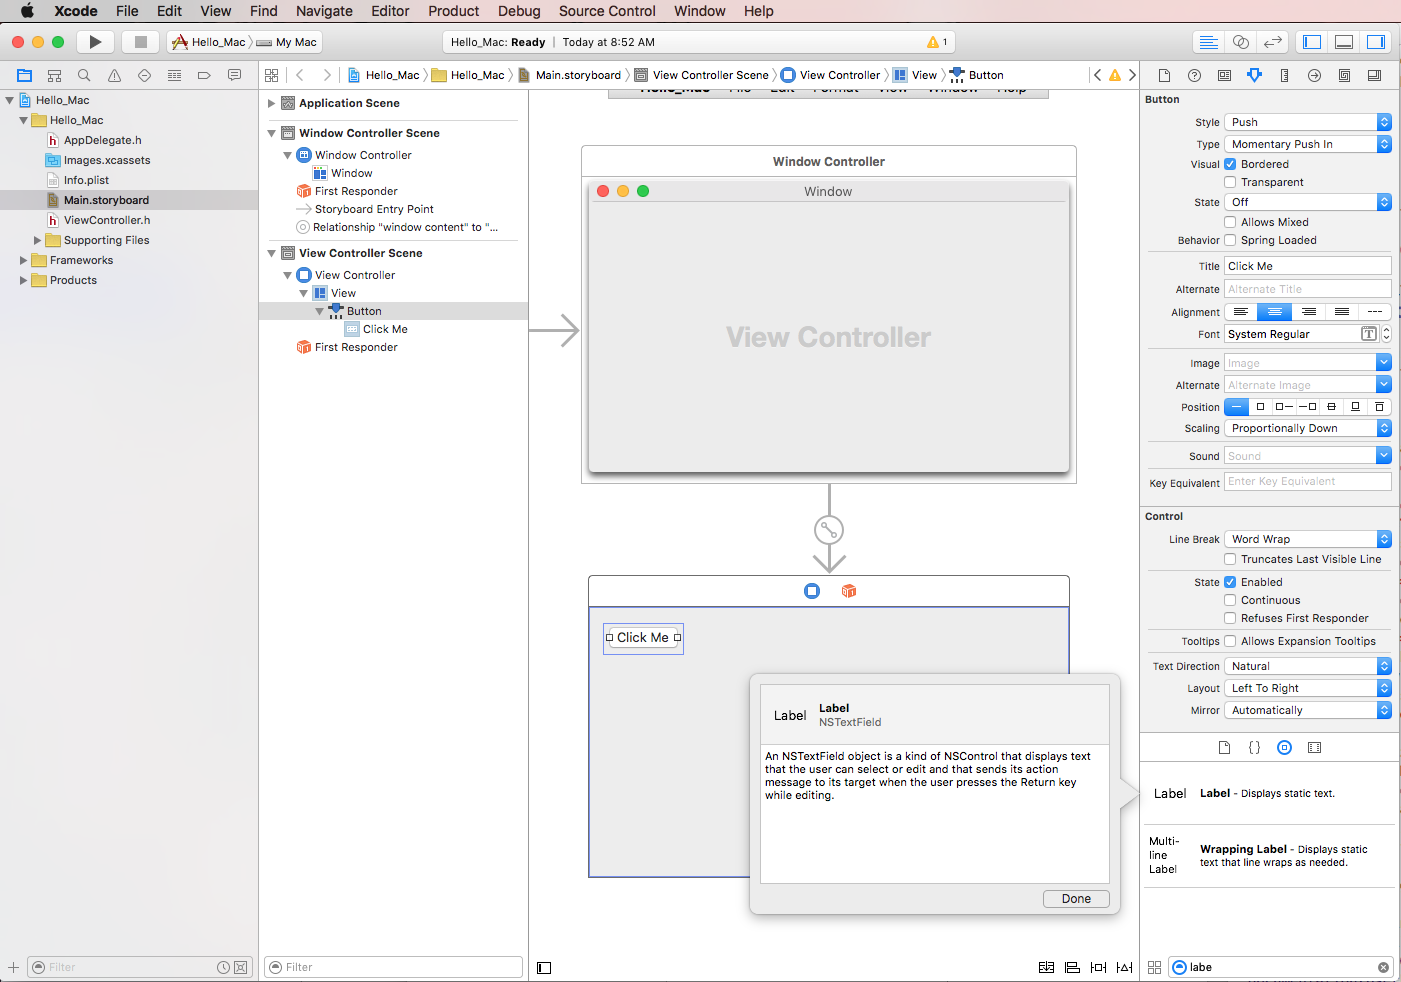 Xcode File Edit View Find Navigate Editor Product Debug Source Control Window Help
Hello_Mac My Mac
Hello_Mac: Ready Today at 8:52 AM 1
Hello_Mac Hello_Mac Main.storyboard View Controller Scene View Controller View Button
Hello_Mac
Hello_Mac
AppDelegate.h
Images.xcassets
Info.plist
Main.storyboard
ViewController.h
Supporting Files
Frameworks
Products
Filter
Application Scene
Window Controller Scene
Window Controller
Window
First Responder
Storyboard Entry Point
Relationship "window content" to "...
View Controller Scene
View Controller
View
Button
Click Me
First Responder
Filter
Hello_Mac File Edit Format View Window Help
Window Controller
Window
View Controller
Click Me
Label
Label
NSTextField
An NSTextField object is a kind of NSControl that displays text
that the user can select or edit and that sends its action
message to its target when the user presses the Return key
while editing.
Done
Button
Style Push
Type Momentary Push In
Visual Bordered
Transparent
State Off
Allows Mixed
Behavior Spring Loaded
Title Click Me
Alternate Alternate Title
Alignment
Font System Regular
Image Image
Alternate Alternate Image
Position
Scaling Proportionally Down
Sound Sound
Key Equivalent Enter Key Equivalent
Control
Line Break Word Wrap
Truncates Last Visible Line
State Enabled
Continuous
Refuses First Responder
Tooltips Allows Expansion Tooltips
Text Direction Natural
Layout Left To Right
Mirror Automatically
Label
Label - Displays static text.
Multi-
line
Label
Wrapping Label - Displays static
text that line wraps as needed.
labe